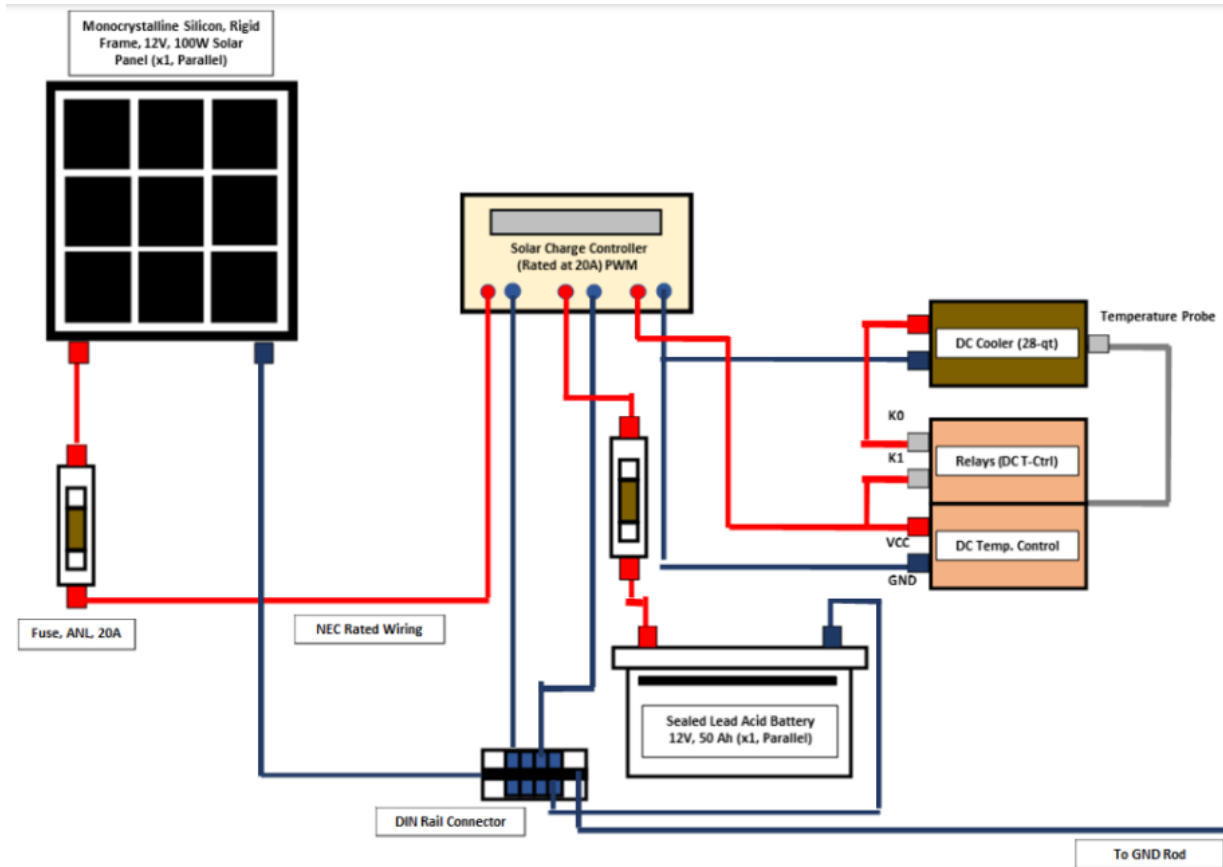 Monocrystalline Silicon, Rigid
Frame, 12V, 100W Solar
Panel (x1, Parallel)
Solar Charge Controller
(Rated at 20A) PWM
Temperature Probe
DC Cooler (28-qt)
K0
K1
Relays (DC T-Ctrl)
VCC
DC Temp. Control
GND
Fuse, ANL, 20A
NEC Rated Wiring
Sealed Lead Acid Battery
12V, 50 Ah (x1, Parallel)
DIN Rail Connector
To GND Rod